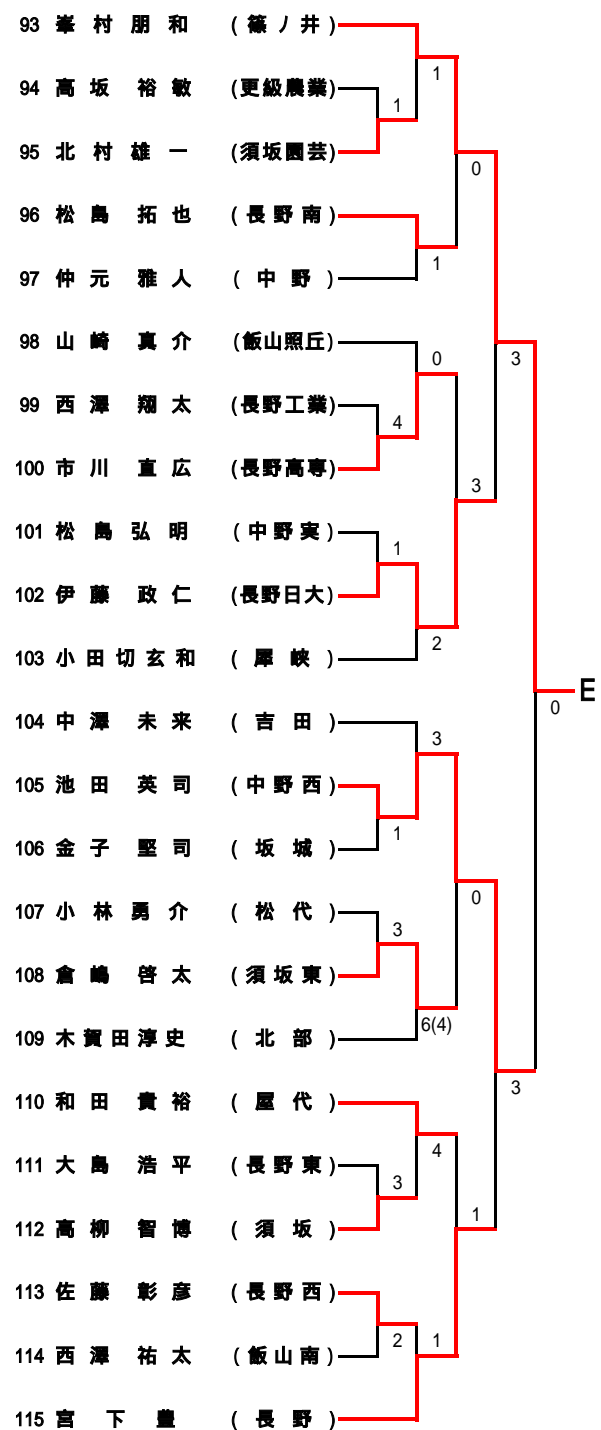 93 峯村朋和 (篠ノ井)
1
94 高坂 裕敏 (更級農業)
1
95 北村雄一 (須坂園芸)
0
96 松島 拓也 (長野南)
1
97 仲元 雅人 (中野)
98 山崎 真介 (飯山照丘)
0
3
99 西澤 翔太 (長野工業)
4
100 市川 直広 (長野高専)
3
101 松島弘明 (中野実)
1
102 伊藤 政仁 (長野日大)
2
103 小田切玄和 (犀峡)
0
E
104 中澤 未来 (吉田)
3
105 池田 英司 (中野西)
1
106 金子 堅司 (坂城)
0
107 小林勇介 (松代)
3
108 倉嶋 啓太 (須坂東)
6(4)
109 木賀田淳史 (北部)
3
110 和田 貴裕 (屋代)
4
111 大島 浩平 (長野東)
3
112 高柳 智博 (須坂)
1
113 佐藤 彰彦 (長野西)
2
1
114 西澤 祐太 (飯山南)
115 宮下豊 (長野)